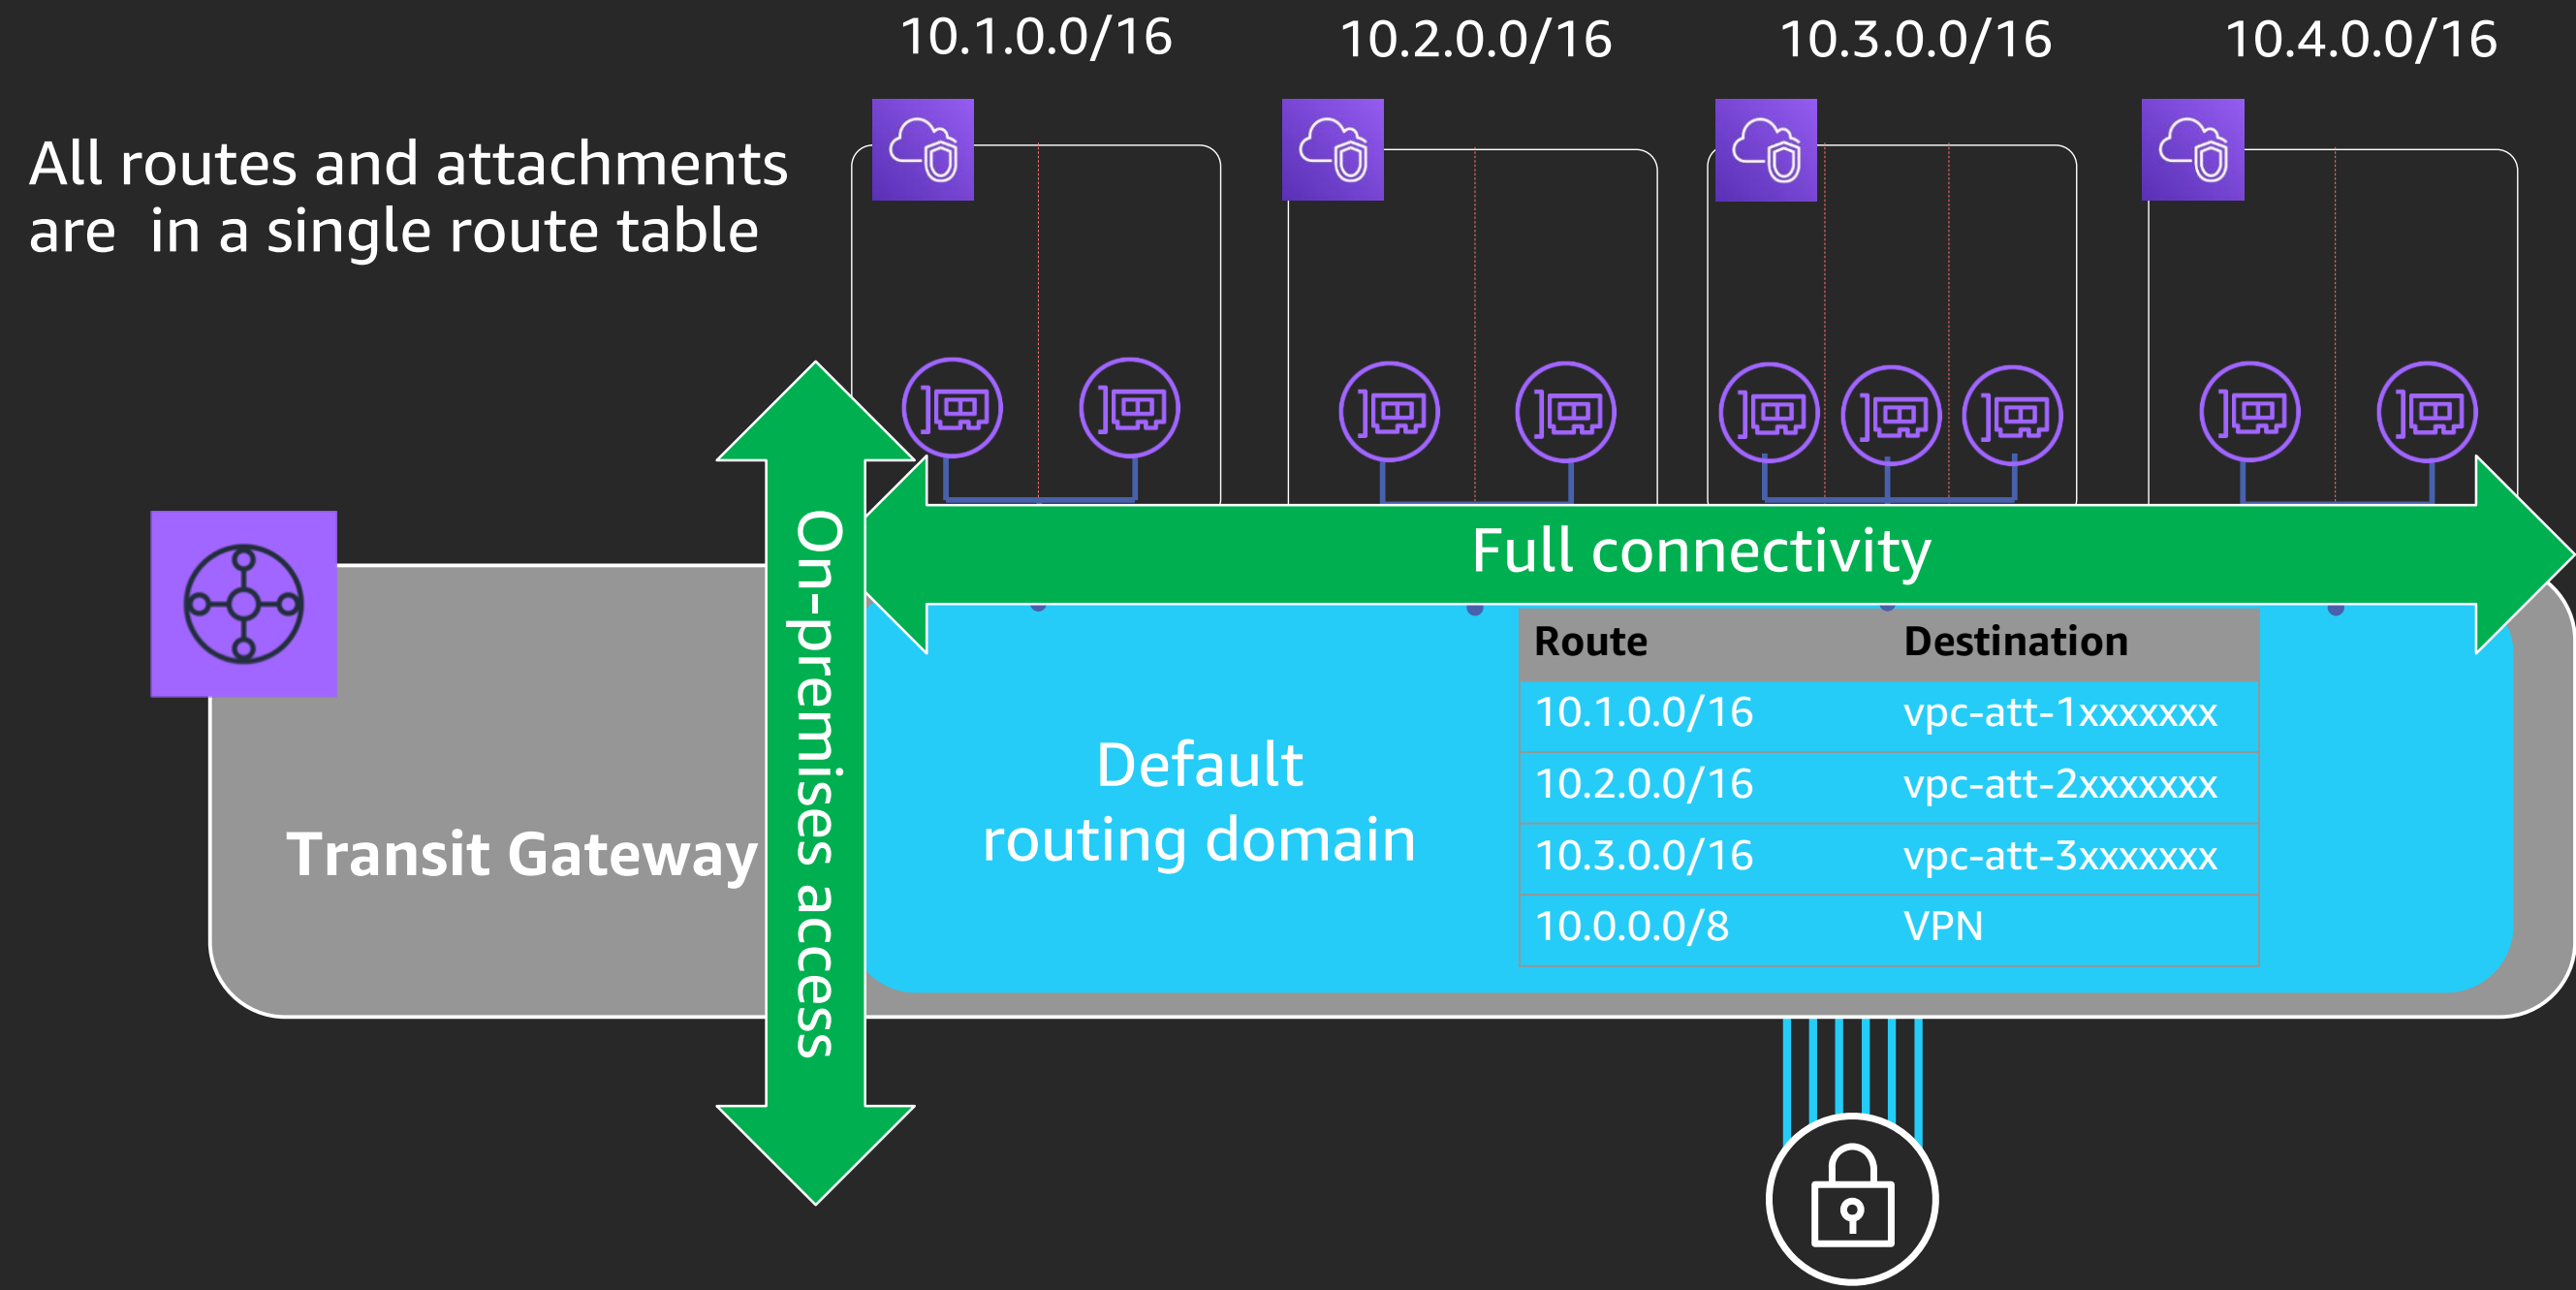 10.1.0.0/16 10.2.0.0/16 10.3.0.0/16 10.4.0.0/16
All routes and attachments
are  in a single route table
On-premises access
Full connectivity
Transit Gateway
Default
routing domain
Route Destination
10.1.0.0/16 vpc-att-1xxxxxxx
10.2.0.0/16 vpc-att-2xxxxxxx
10.3.0.0/16 vpc-att-3xxxxxxx
10.0.0.0/8 VPN